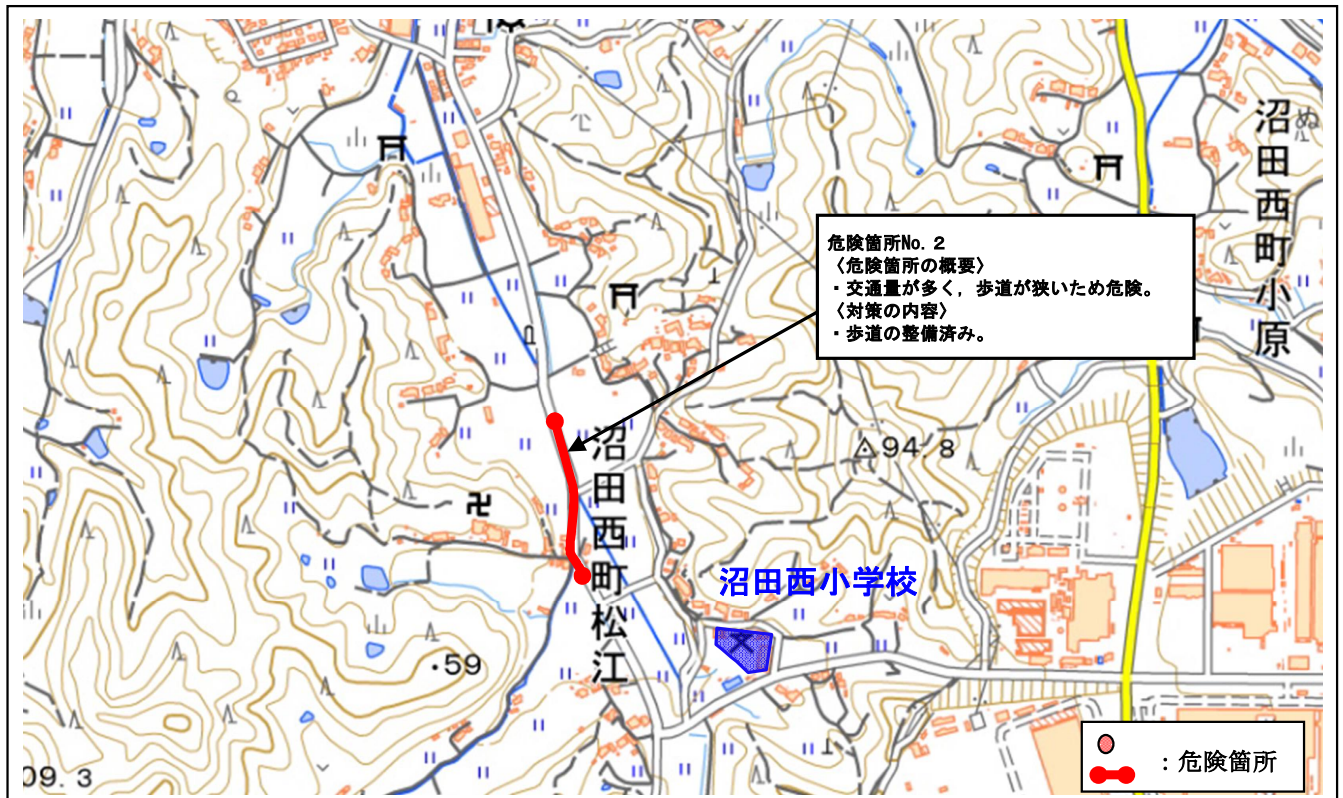 危険箇所No. 2
〈危険箇所の概要〉
・交通量が多く，歩道が狭いため危険。
〈対策の内容〉
・歩道の整備済み。
沼田西町小原
ぬ
沼田西町松江
94.8
沼田西小学校
・59
09.3
：危険箇所